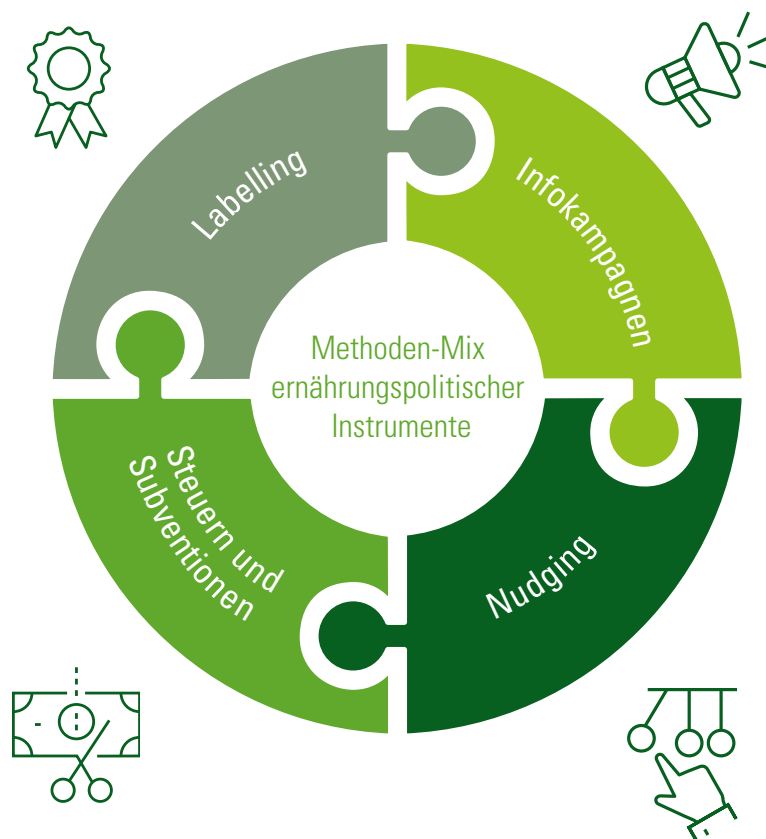 Labelling
Infokampagnen
Methoden-Mix
ernährungspolitischer
Instrumente
Steuern und
Subventionen
Nudging